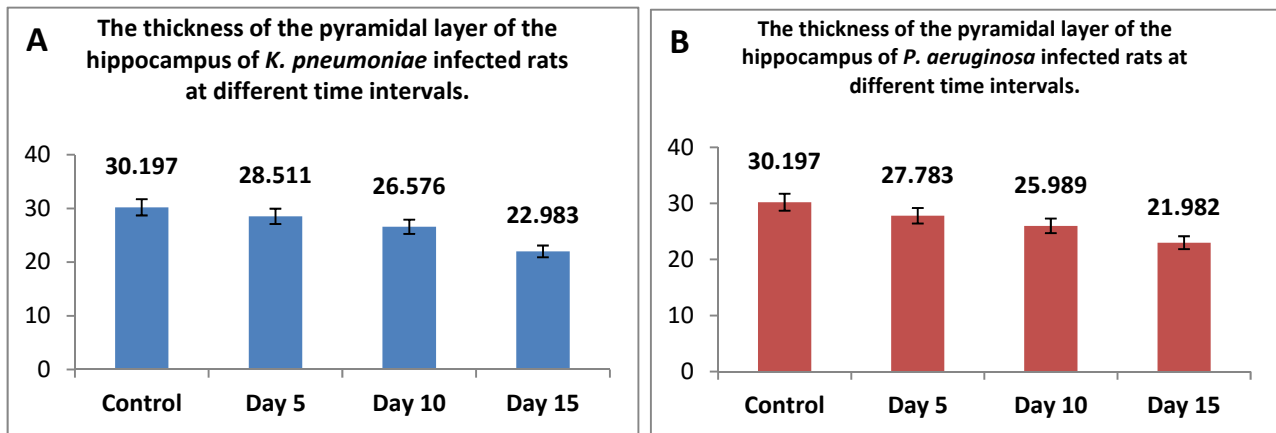 A
The thickness of the pyramidal layer of the
hippocampus of K. pneumoniae infected rats
at different time intervals.
40
30
20
10
0
30.197
28.511
26.576
22.983
Control
Day 5
Day 10
Day 15
B
The thickness of the pyramidal layer of the
hippocampus of P. aeruginosa infected rats at
different time intervals.
40
30
20
10
0
30.197
27.783
25.989
21.982
Control
Day 5
Day 10
Day 15